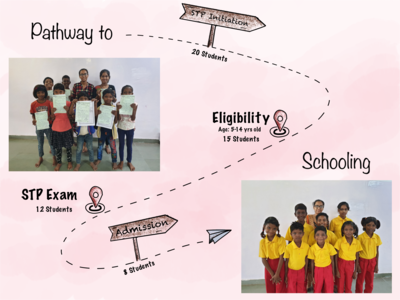 STP Initiation
Pathway to
20 Students
Eligibility
Age: 5-14 yrs old
15 Students
Schooling
STP Exam
12 Students
Admission
8 Students